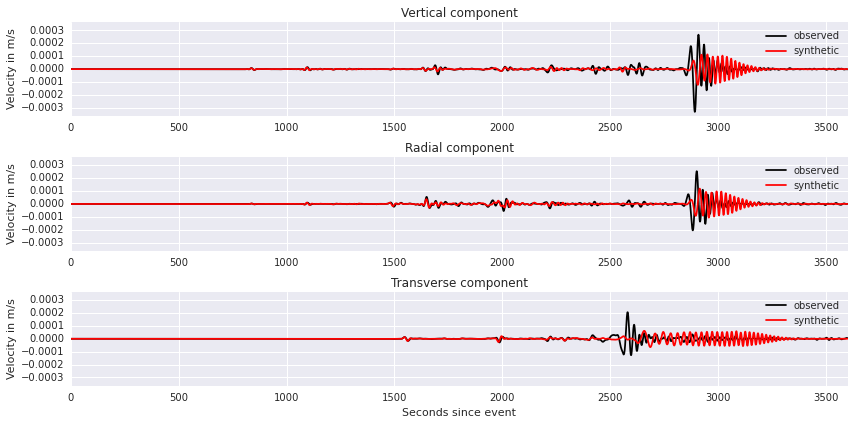 Vertical component
Velocity in m/s
0.0003
0.0002
0.0001
0.0000
−0.0001
−0.0002
−0.0003
observed
synthetic
0 500 1000 1500 2000 2500 3000 3500
Radial component
Velocity in m/s
0.0003
0.0002
0.0001
0.0000
−0.0001
−0.0002
−0.0003
observed
synthetic
0 500 1000 1500 2000 2500 3000 3500
Transverse component
Velocity in m/s
0.0003
0.0002
0.0001
0.0000
−0.0001
−0.0002
−0.0003
observed
synthetic
0 500 1000 1500 2000 2500 3000 3500
Seconds since event